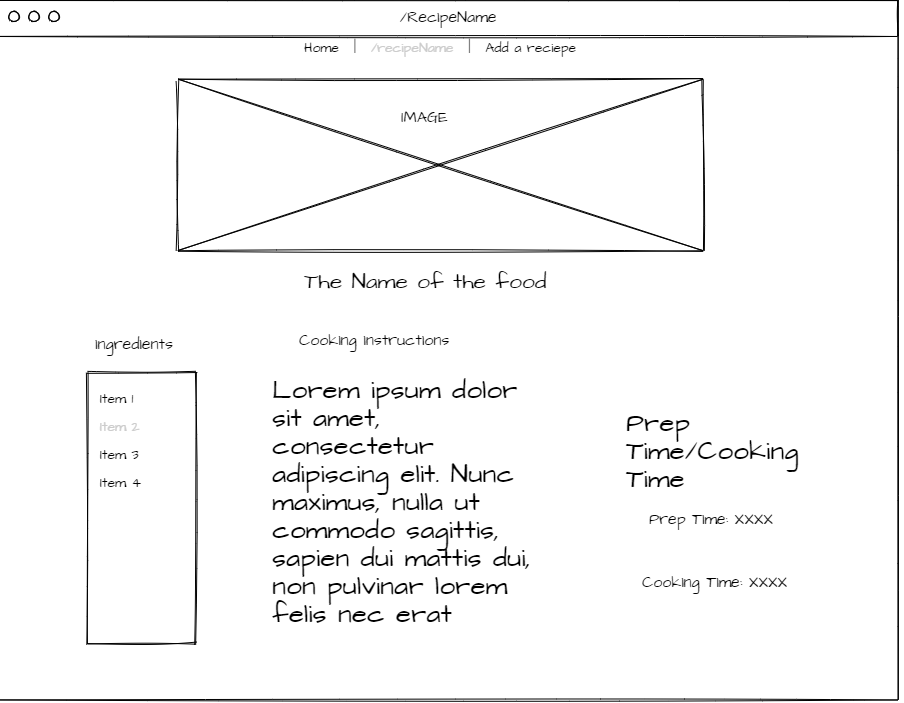 /RecipeName
Home | /recipeName | Add a reciepe
IMAGE
The Name of the food
Ingredients
Item 1
Item 2
Item 3
Item 4
Cooking Instructions
Lorem ipsum dolor
sit amet,
consectetur
adipiscing elit. Nunc
maximus, nulla ut
commodo sagittis,
sapien dui mattis dui,
non pulvinar lorem
felis nec erat
Prep
Time/Cooking
Time
Prep Time: XXXX
Cooking Time: XXXX